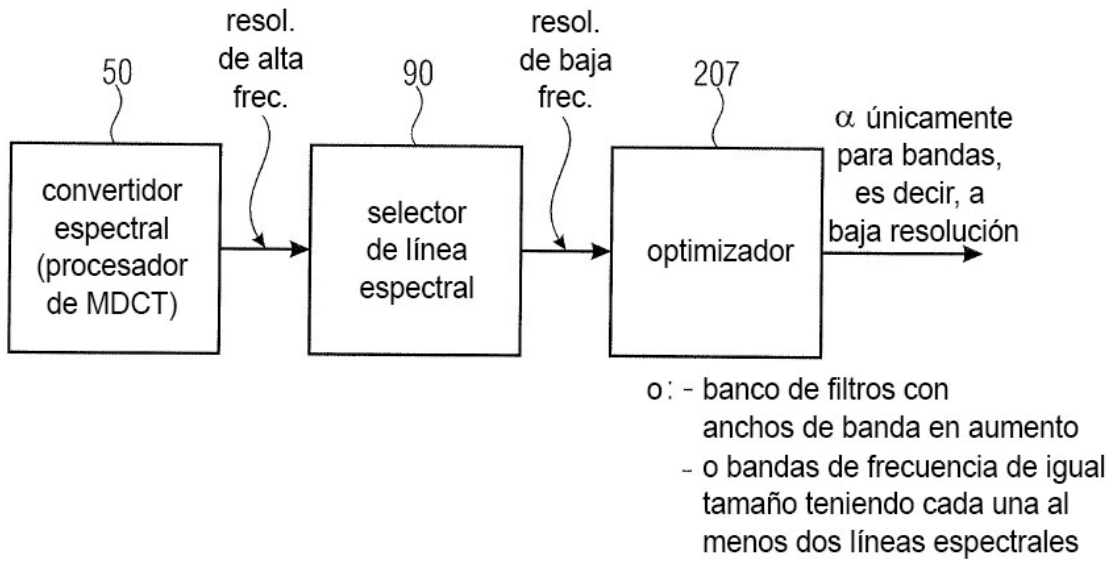 resol.
de alta
frec.
resol.
de baja
frec.
50
90
207
convertidor
espectral
(procesador
de MDCT)
selector
de línea
espectral
optimizador
α únicamente
para bandas,
es decir, a
baja resolución
o: - banco de filtros con
anchos de banda en aumento
- o bandas de frecuencia de igual
tamaño teniendo cada una al
menos dos líneas espectrales